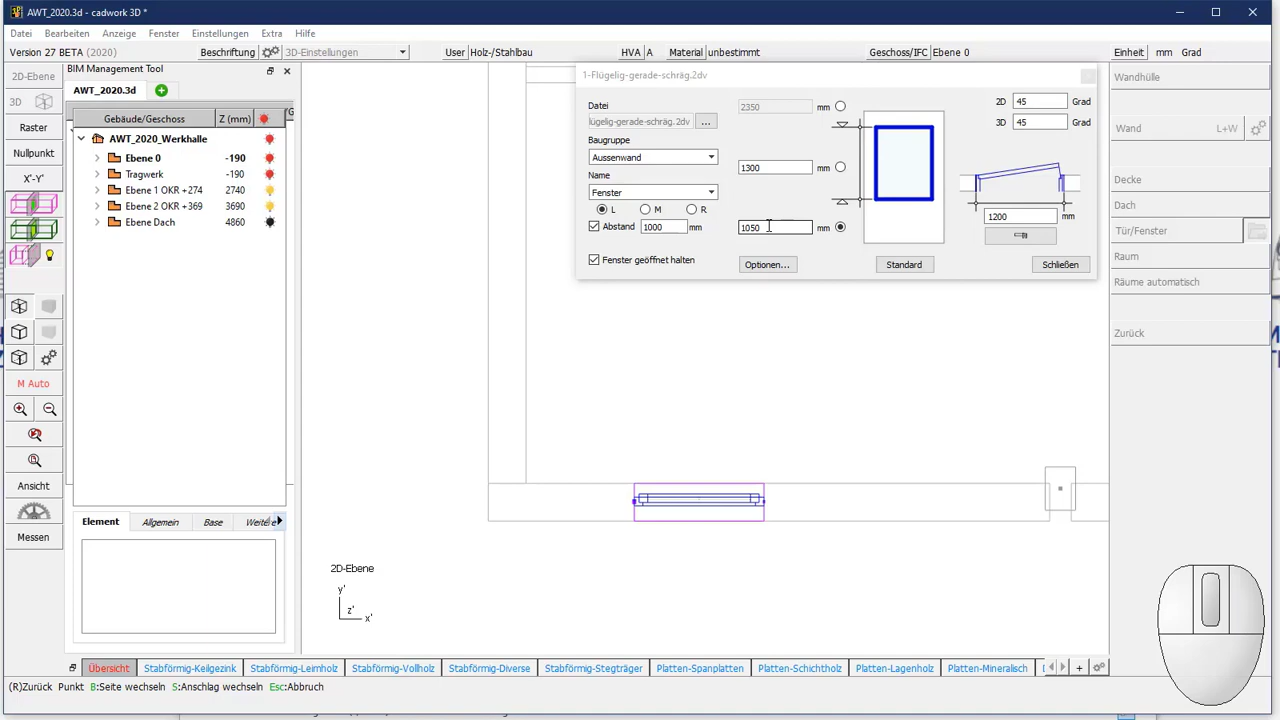 AWT_2020.3d - cadwork 3D *
Datei Bearbeiten Anzeige Fenster Extra Hilfe
Version 27 BETA (2020) Beschriftung 3D-Einstellungen User Holz-/Stahlbau HVA A Material unbestimmt Geschoss/IFC Ebene 0 Einheit mm Grad
2D-Ebene
3D
Raster
Nullpunkt
X'-Y'
M Auto
Ansicht
Messen
BIM Management Tool
AWT_2020.3d
Gebäude/Geschoss Z (mm)
AWT_2020_Werkhalle
Ebene 0 -190
Tragwerk -190
Ebene 1 OKR +274 2740
Ebene 2 OKR +369 3690
Ebene Dach 4860
Element Allgemein Base Weitere
1-Flügelig-gerade-schräg.2dv
Datei
lügelig-gerade-schräg.2dv ...
Baugruppe
Aussenwand
Name
Fenster
L M R
Abstand 1000 mm
Fenster geöffnet halten
2350 mm
1300 mm
1050 mm
Optionen...
Standard
Schließen
2D 45 Grad
3D 45 Grad
1200 mm
Wandhülle
Wand L+W
Decke
Dach
Tür/Fenster
Raum
Räume automatisch
Zurück
2D-Ebene
y'
z' x'
Übersicht Stabförmig-Keilgezink Stabförmig-Leimholz Stabförmig-Vollholz Stabförmig-Diverse Stabförmig-Stegträger Platten-Spanplatten Platten-Schichtholz Platten-Lagenholz Platten-Mineralisch
(R)Zurück Punkt B:Seite wechseln S:Anschlag wechseln Esc:Abbruch